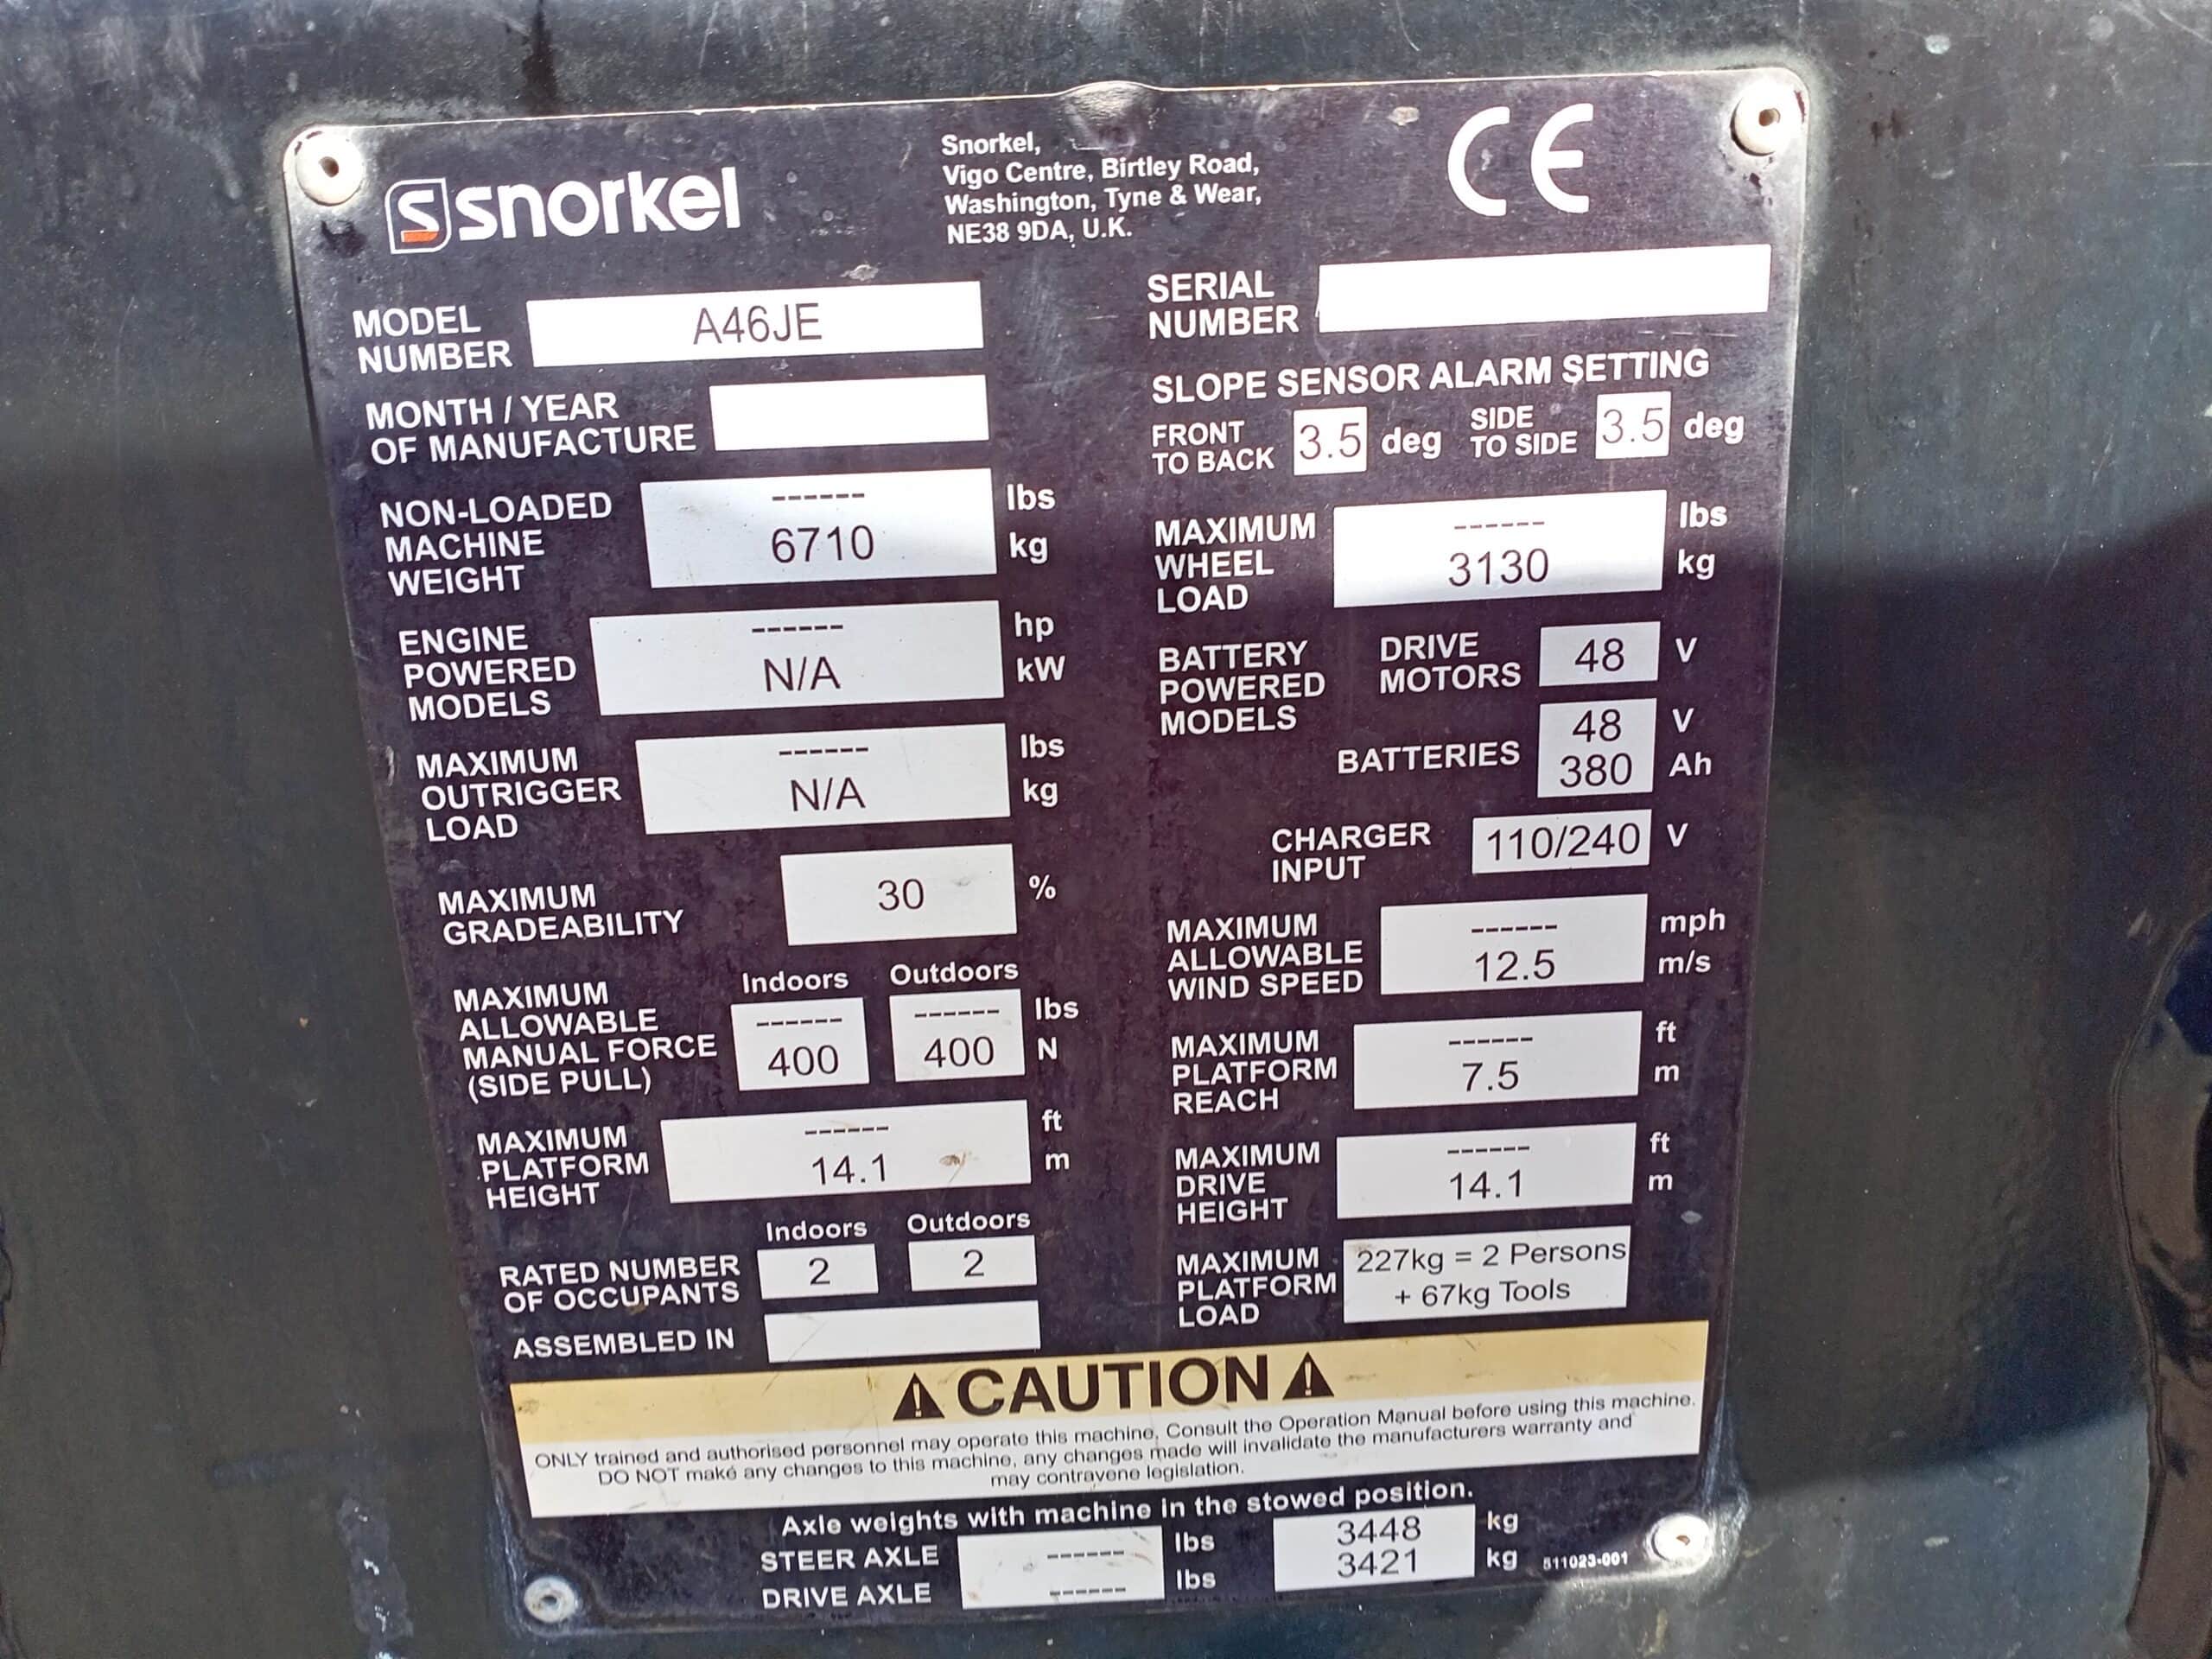 snorkel
Snorkel,
Vigo Centre, Birtley Road,
Washington, Tyne & Wear,
NE38 9DA, U.K.
CE
MODEL
NUMBER
A46JE
MONTH / YEAR
OF MANUFACTURE
NON-LOADED
MACHINE
WEIGHT
------ lbs
6710 kg
ENGINE
POWERED
MODELS
------ hp
N/A kW
MAXIMUM
OUTRIGGER
LOAD
------ lbs
N/A kg
MAXIMUM
GRADEABILITY
30 %
Indoors Outdoors
MAXIMUM
ALLOWABLE
MANUAL FORCE
(SIDE PULL)
------ ------ lbs
400 400 N
MAXIMUM
PLATFORM
HEIGHT
------ ft
14.1 m
Indoors Outdoors
RATED NUMBER
OF OCCUPANTS
2 2
ASSEMBLED IN
SERIAL
NUMBER
SLOPE SENSOR ALARM SETTING
FRONT
TO BACK
3.5 deg
SIDE
TO SIDE
3.5 deg
MAXIMUM
WHEEL
LOAD
------ lbs
3130 kg
BATTERY
POWERED
MODELS
DRIVE
MOTORS
48 V
BATTERIES
48 V
380 Ah
CHARGER
INPUT
110/240 V
MAXIMUM
ALLOWABLE
WIND SPEED
------ mph
12.5 m/s
MAXIMUM
PLATFORM
REACH
------ ft
7.5 m
MAXIMUM
DRIVE
HEIGHT
------ ft
14.1 m
MAXIMUM
PLATFORM
LOAD
227kg = 2 Persons
+ 67kg Tools
CAUTION
ONLY trained and authorised personnel may operate this machine. Consult the Operation Manual before using this machine.
DO NOT make any changes to this machine, any changes made will invalidate the manufacturers warranty and
may contravene legislation.
Axle weights with machine in the stowed position.
STEER AXLE ------ lbs 3448 kg
DRIVE AXLE ------ lbs 3421 kg
511023-001